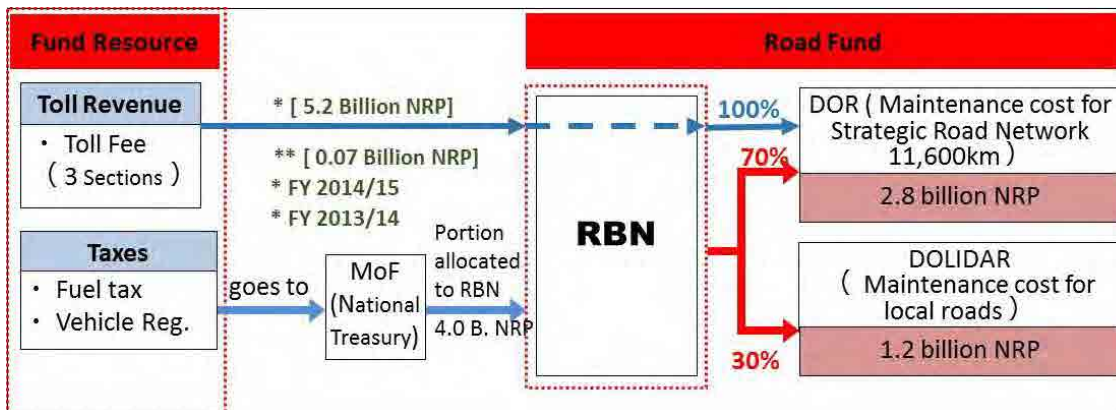 Fund Resource
Road Fund
Toll Revenue
・ Toll Fee
( 3 Sections )
* [ 5.2 Billion NRP]
** [ 0.07 Billion NRP]
* FY 2014/15
* FY 2013/14
Taxes
・ Fuel tax
・ Vehicle Reg.
goes to
MoF
(National
Treasury)
Portion
allocated
to RBN
4.0 B. NRP
RBN
100%
70%
30%
DOR ( Maintenance cost for
Strategic Road Network
11,600km )
2.8 billion NRP
DOLIDAR
( Maintenance cost for
local roads )
1.2 billion NRP